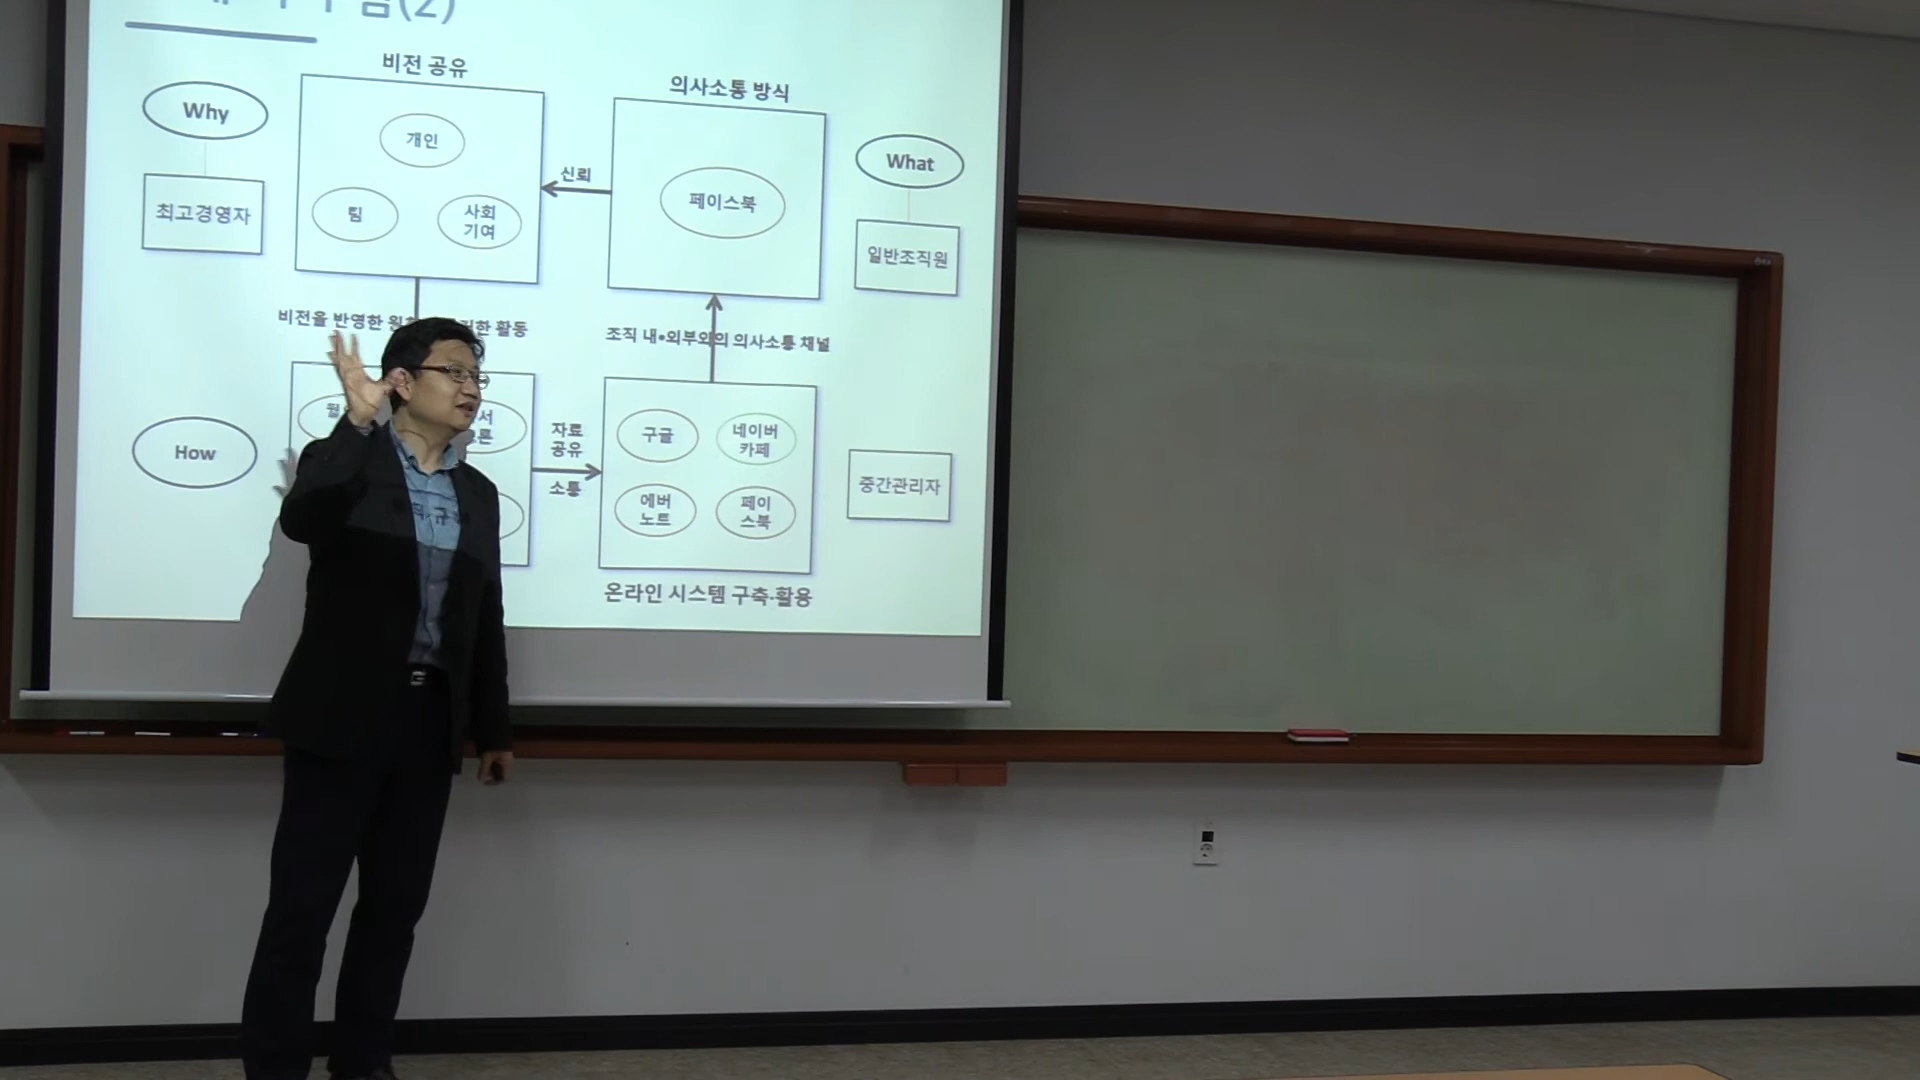 (2)
비전 공유
의사소통 방식
Why
개인
What
최고경영자
팀
사회
기여
신뢰
페이스북
일반조직원
비전을 반영한
활동
조직 내•외부와의 의사소통 채널
How
자료
공유
소통
구글
네이버
카페
에버
노트
페이
스북
중간관리자
온라인 시스템 구축·활용